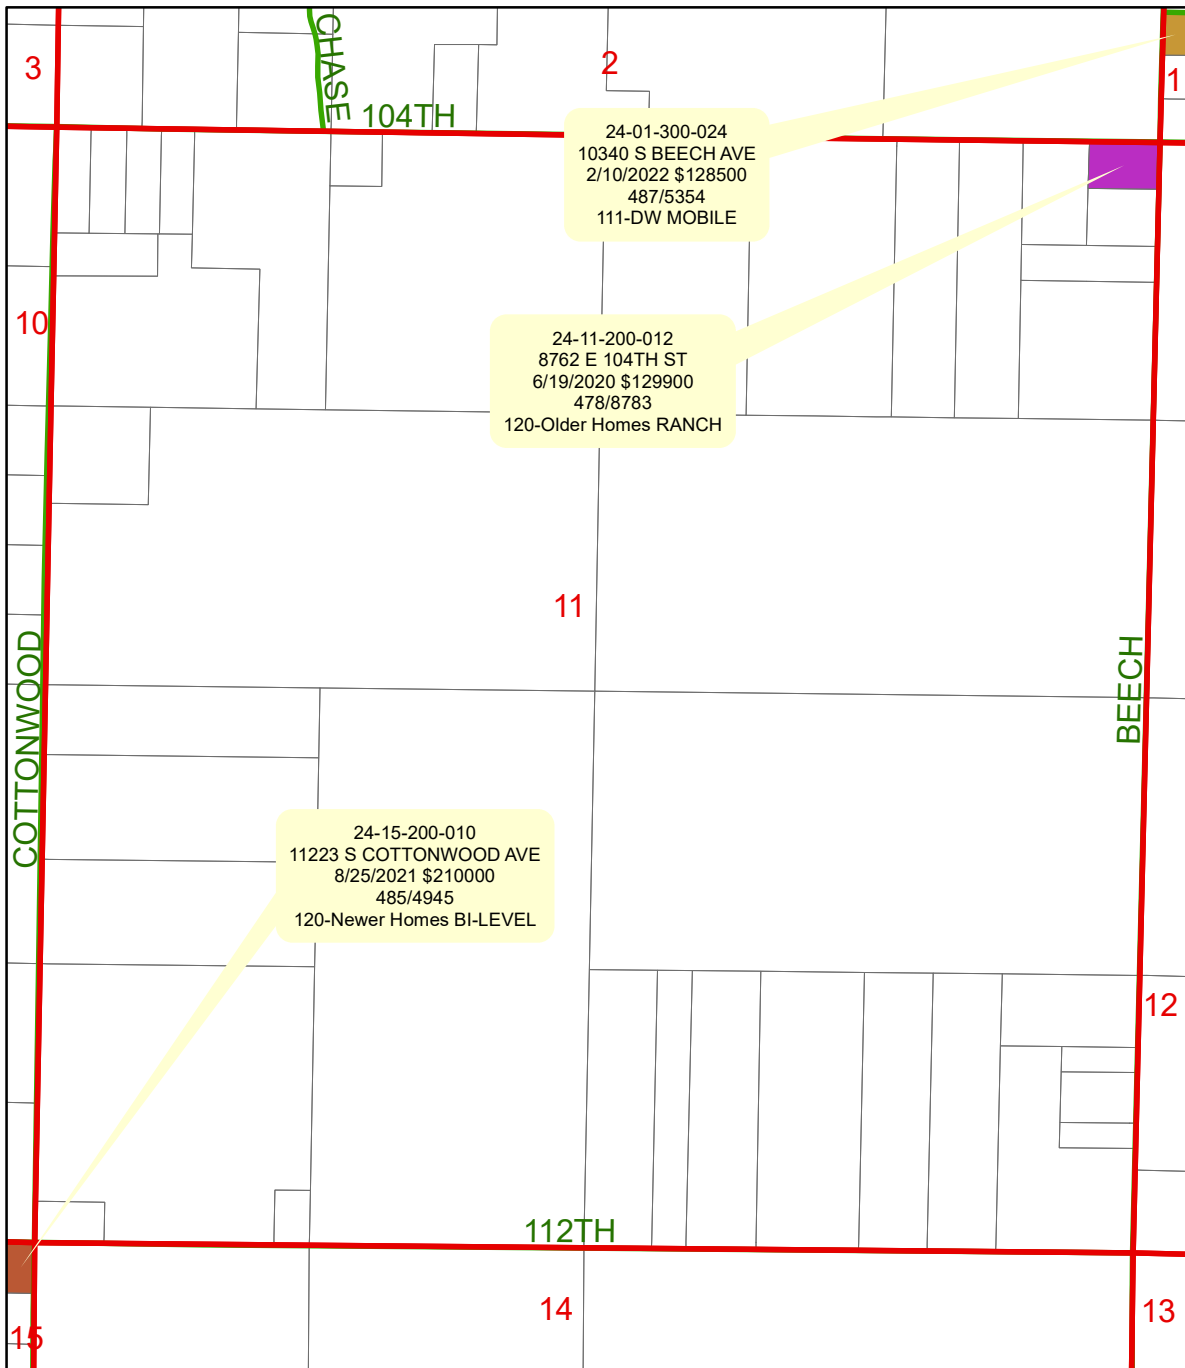 CHASE
3
2
1
104TH
24-01-300-024
10340 S BEECH AVE
2/10/2022 $128500
487/5354
111-DW MOBILE
10
24-11-200-012
8762 E 104TH ST
6/19/2020 $129900
478/8783
120-Older Homes RANCH
11
COTTONWOOD
BEECH
24-15-200-010
11223 S COTTONWOOD AVE
8/25/2021 $210000
485/4945
120-Newer Homes BI-LEVEL
12
112TH
14
13
15